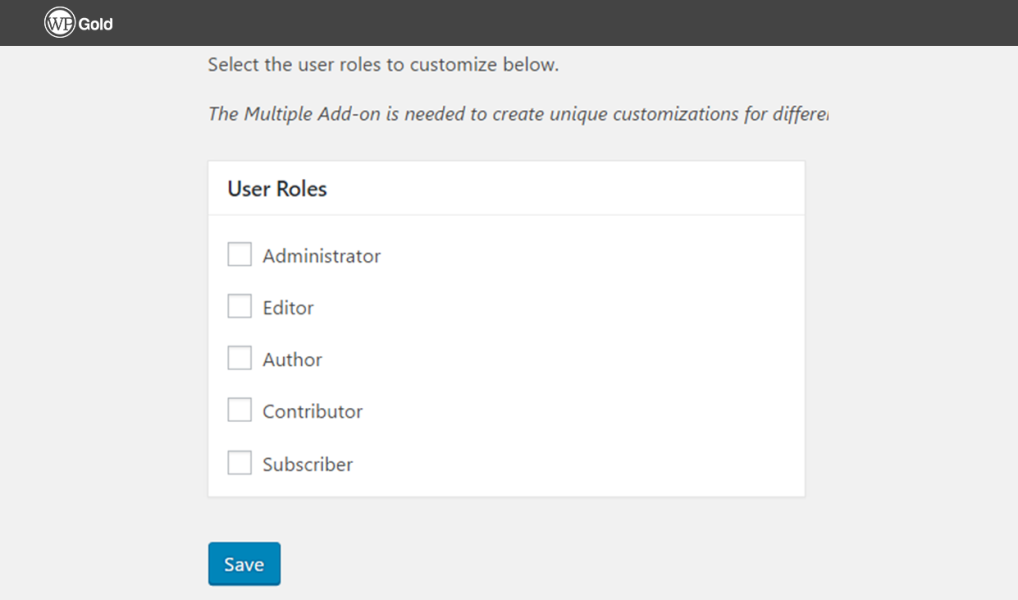 WP Gold
Select the user roles to customize below.
The Multiple Add-on is needed to create unique customizations for
User Roles
Administrator
Editor
Author
Contributor
Subscriber
Save